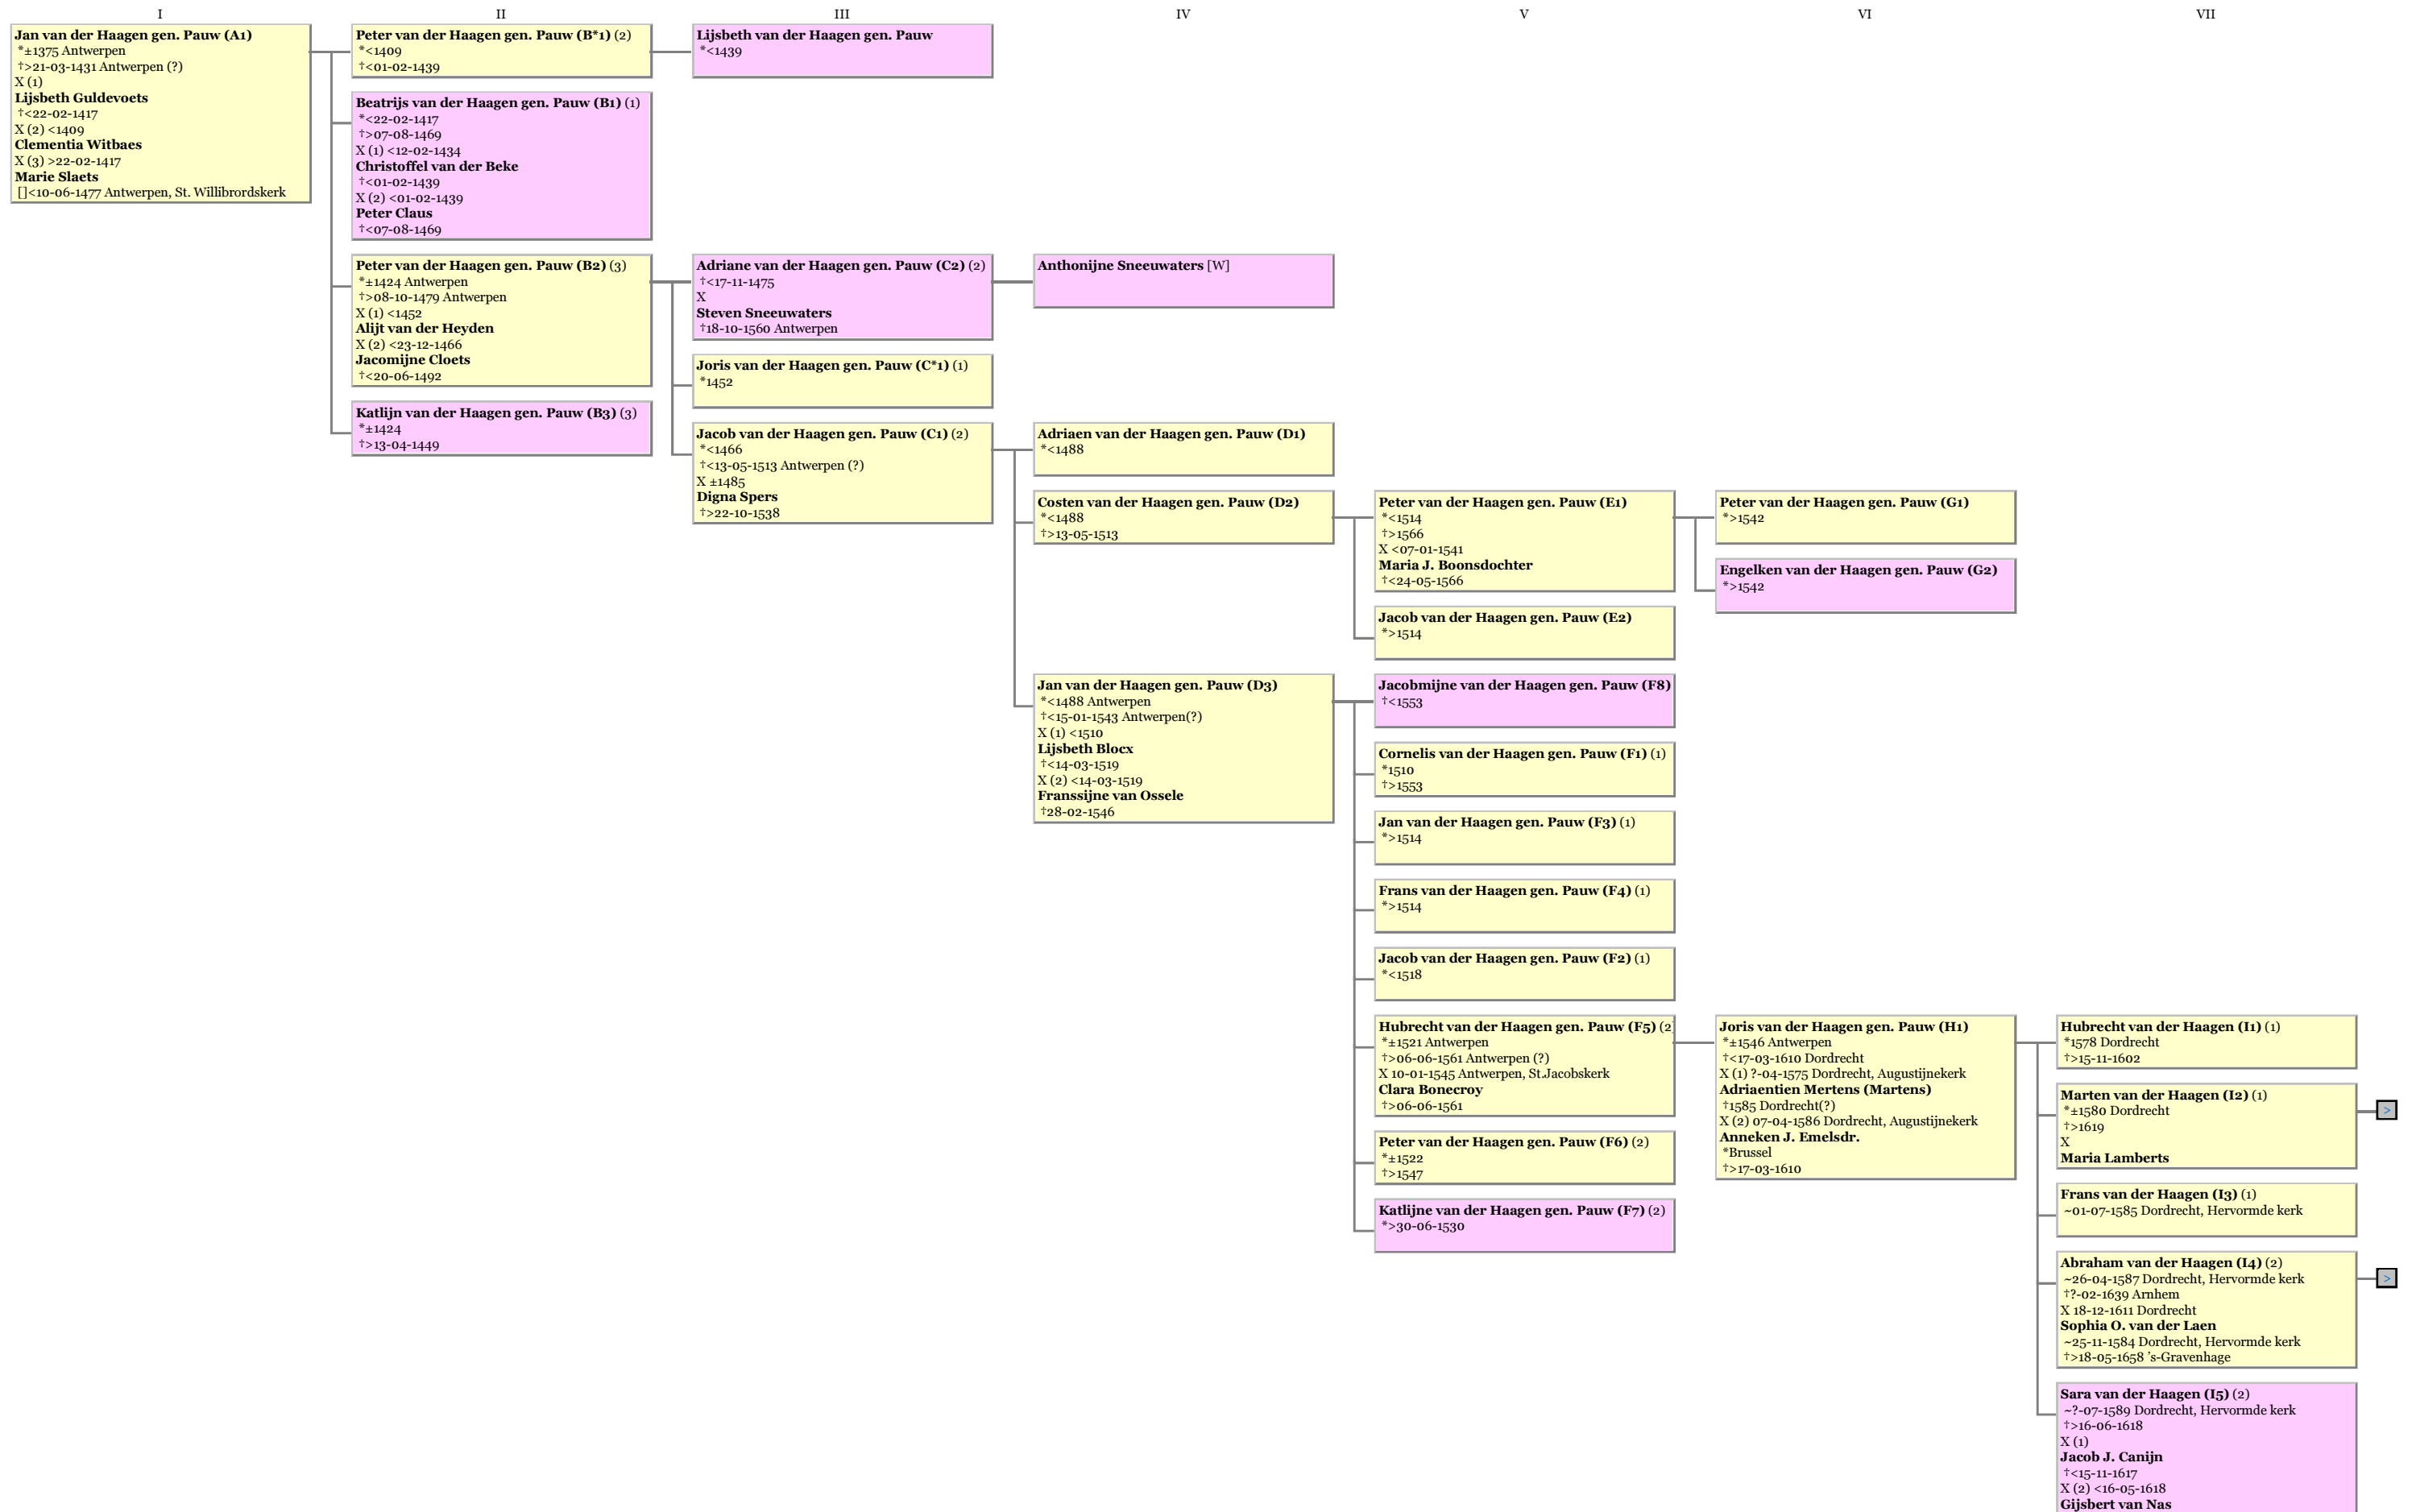 I
II
III
IV
V
VI
VII
Jan van der Haagen gen. Pauw (A1)
*±1375 Antwerpen
†>21-03-1431 Antwerpen (?)
X (1)
Lijsbeth Guldevoets
†<22-02-1417
X (2) <1409
Clementia Witbaes
X (3) >22-02-1417
Marie Slaets
[]<10-06-1477 Antwerpen, St. Willibrordskerk
Peter van der Haagen gen. Pauw (B*1) (2)
*<1409
†<01-02-1439
Beatrijs van der Haagen gen. Pauw (B1) (1)
*<22-02-1417
†>07-08-1469
X (1) <12-02-1434
Christoffel van der Beke
†<01-02-1439
X (2) <01-02-1439
Peter Claus
†<07-08-1469
Peter van der Haagen gen. Pauw (B2) (3)
*±1424 Antwerpen
†>08-10-1479 Antwerpen
X (1) <1452
Alijt van der Heyden
X (2) <23-12-1466
Jacomijne Cloets
†<20-06-1492
Katlijn van der Haagen gen. Pauw (B3) (3)
*±1424
†>13-04-1449
Lijsbeth van der Haagen gen. Pauw
*<1439
Adriane van der Haagen gen. Pauw (C2) (2)
†<17-11-1475
X
Steven Sneeuwaters
†18-10-1560 Antwerpen
Joris van der Haagen gen. Pauw (C*1) (1)
*1452
Jacob van der Haagen gen. Pauw (C1) (2)
*<1466
†<13-05-1513 Antwerpen (?)
X ±1485
Digna Spers
†>22-10-1538
Anthonijne Sneeuwaters [W]
Adriaen van der Haagen gen. Pauw (D1)
*<1488
Costen van der Haagen gen. Pauw (D2)
*<1488
†>13-05-1513
Jan van der Haagen gen. Pauw (D3)
*<1488 Antwerpen
†<15-01-1543 Antwerpen(?)
X (1) <1510
Lijsbeth Blocx
†<14-03-1519
X (2) <14-03-1519
Franssijne van Ossele
†28-02-1546
Peter van der Haagen gen. Pauw (E1)
*<1514
†>1566
X <07-01-1541
Maria J. Boonsdochter
†<24-05-1566
Jacob van der Haagen gen. Pauw (E2)
*>1514
Jacobmijne van der Haagen gen. Pauw (F8)
†<1553
Cornelis van der Haagen gen. Pauw (F1) (1)
*1510
†>1553
Jan van der Haagen gen. Pauw (F3) (1)
*>1514
Frans van der Haagen gen. Pauw (F4) (1)
*>1514
Jacob van der Haagen gen. Pauw (F2) (1)
*<1518
Hubrecht van der Haagen gen. Pauw (F5) (2
*±1521 Antwerpen
†>06-06-1561 Antwerpen (?)
X 10-01-1545 Antwerpen, St.Jacobskerk
Clara Bonecroy
†>06-06-1561
Peter van der Haagen gen. Pauw (F6) (2)
*±1522
†>1547
Katlijne van der Haagen gen. Pauw (F7) (2)
*>30-06-1530
Peter van der Haagen gen. Pauw (G1)
*>1542
Engelken van der Haagen gen. Pauw (G2)
*>1542
Joris van der Haagen gen. Pauw (H1)
*±1546 Antwerpen
†<17-03-1610 Dordrecht
X (1) ?-04-1575 Dordrecht, Augustijnekerk
Adriaentien Mertens (Martens)
†1585 Dordrecht(?)
X (2) 07-04-1586 Dordrecht, Augustijnekerk
Anneken J. Emelsdr.
*Brussel
†>17-03-1610
Hubrecht van der Haagen (I1) (1)
*1578 Dordrecht
†>15-11-1602
Marten van der Haagen (I2) (1)
*±1580 Dordrecht
†>1619
X
Maria Lamberts
>
Frans van der Haagen (I3) (1)
~01-07-1585 Dordrecht, Hervormde kerk
Abraham van der Haagen (I4) (2)
~26-04-1587 Dordrecht, Hervormde kerk
†?-02-1639 Arnhem
X 18-12-1611 Dordrecht
Sophia O. van der Laen
~25-11-1584 Dordrecht, Hervormde kerk
†>18-05-1658 's-Gravenhage
>
Sara van der Haagen (I5) (2)
~?-07-1589 Dordrecht, Hervormde kerk
†>16-06-1618
X (1)
Jacob J. Canijn
†<15-11-1617
X (2) <16-05-1618
Gijsbert van Nas